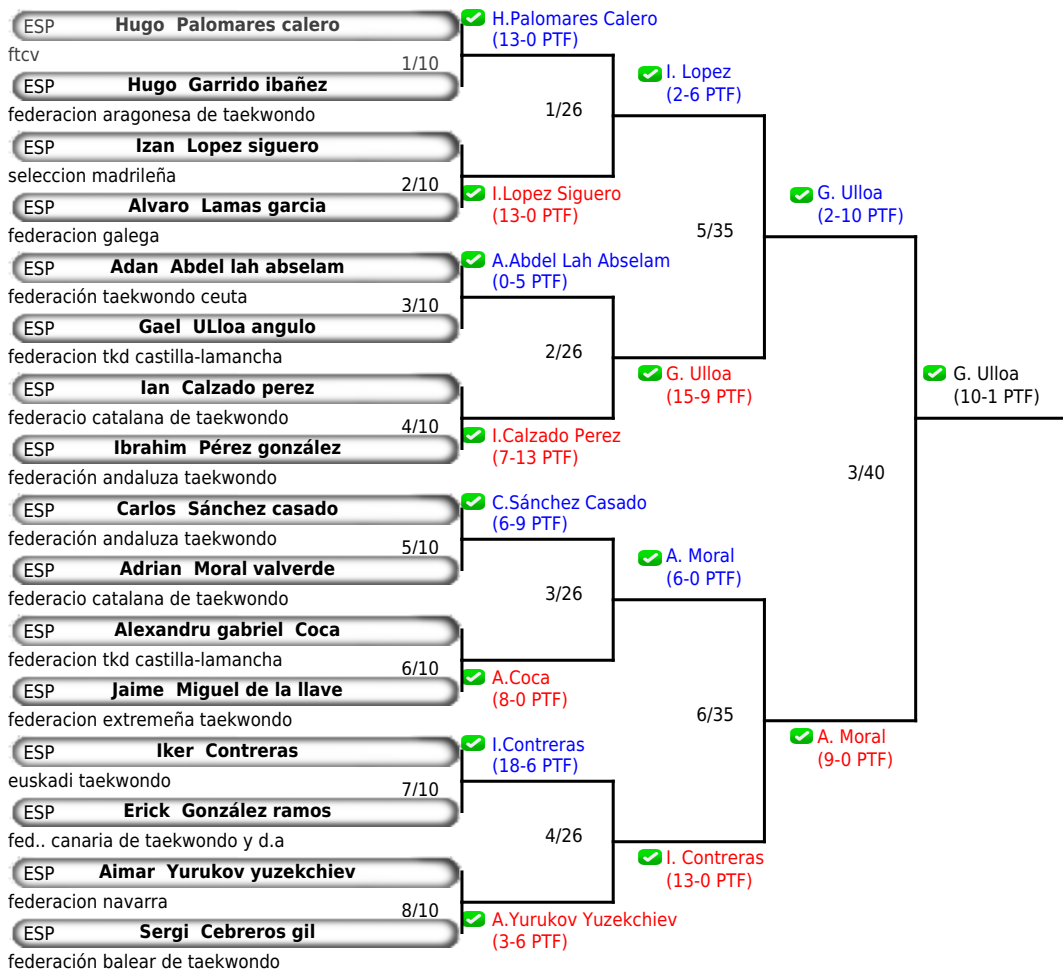 ESP Hugo Palomares calero
ftcv
1/10
ESP Hugo Garrido ibañez
federacion aragonesa de taekwondo
ESP Izan Lopez siguero
seleccion madrileña
2/10
ESP Alvaro Lamas garcia
federacion galega
ESP Adan Abdel lah abselam
federación taekwondo ceuta
3/10
ESP Gael ULloa angulo
federacion tkd castilla-lamancha
ESP Ian Calzado perez
federacio catalana de taekwondo
4/10
ESP Ibrahim Pérez gonzález
federación andaluza taekwondo
ESP Carlos Sánchez casado
federación andaluza taekwondo
5/10
ESP Adrian Moral valverde
federacio catalana de taekwondo
ESP Alexandru gabriel Coca
federacion tkd castilla-lamancha
6/10
ESP Jaime Miguel de la llave
federacion extremeña taekwondo
ESP Iker Contreras
euskadi taekwondo
7/10
ESP Erick González ramos
fed.. canaria de taekwondo y d.a
ESP Aimar Yurukov yuzekchiev
federacion navarra
8/10
ESP Sergi Cebreros gil
federación balear de taekwondo
H.Palomares Calero
(13-0 PTF)
1/26
I.Lopez Siguero
(13-0 PTF)
A.Abdel Lah Abselam
(0-5 PTF)
2/26
I.Calzado Perez
(7-13 PTF)
C.Sánchez Casado
(6-9 PTF)
3/26
A.Coca
(8-0 PTF)
I.Contreras
(18-6 PTF)
4/26
A.Yurukov Yuzekchiev
(3-6 PTF)
I. Lopez
(2-6 PTF)
5/35
G. Ulloa
(15-9 PTF)
A. Moral
(6-0 PTF)
6/35
I. Contreras
(13-0 PTF)
G. Ulloa
(2-10 PTF)
3/40
A. Moral
(9-0 PTF)
G. Ulloa
(10-1 PTF)